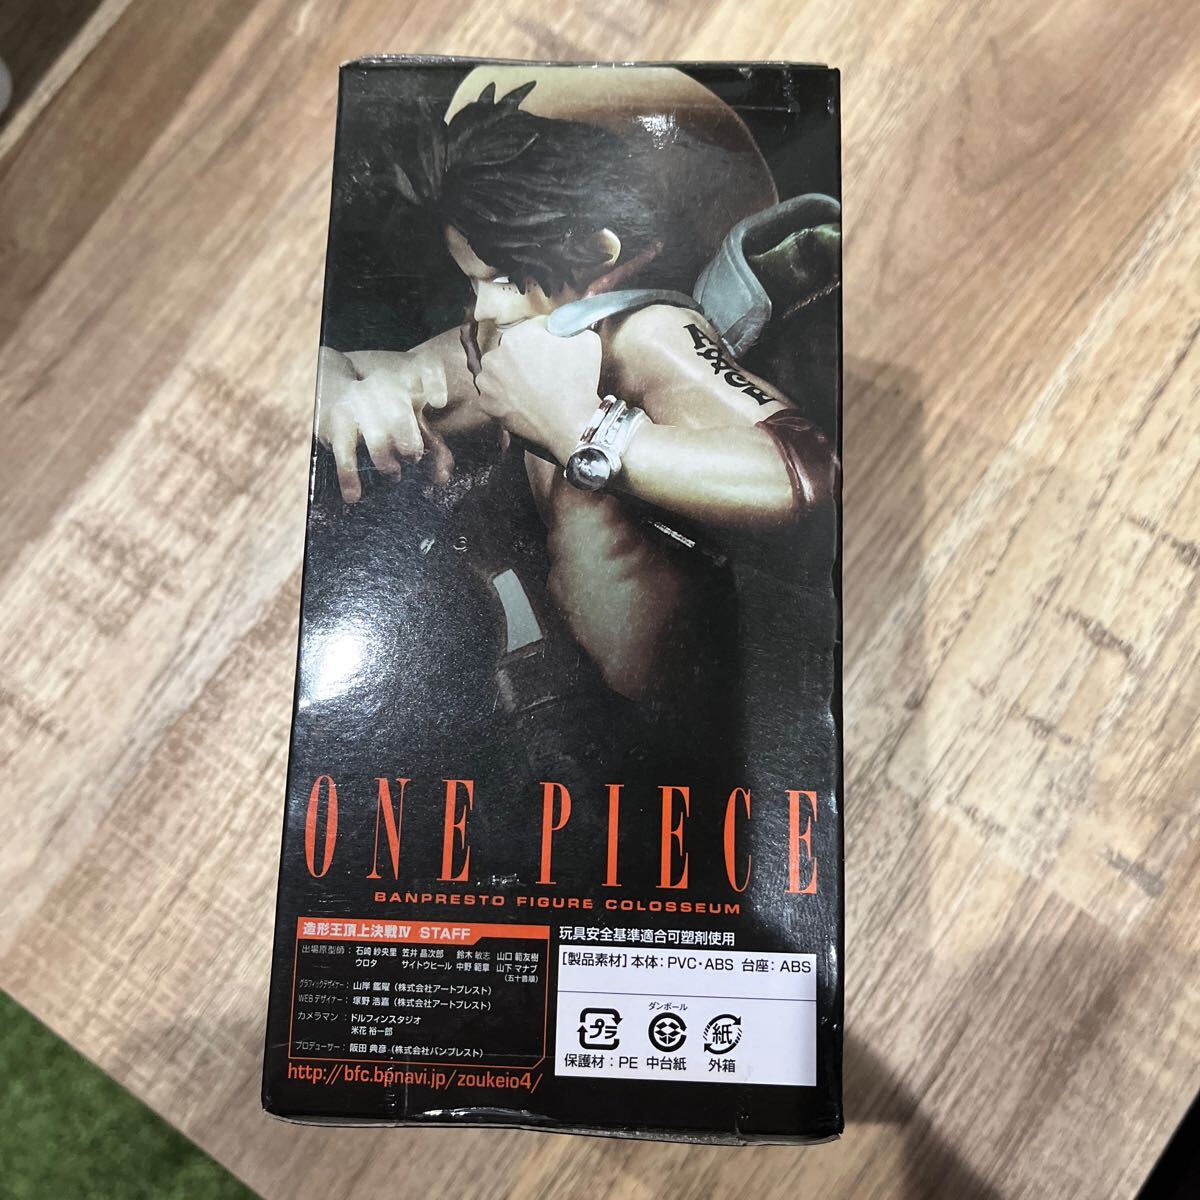 ASCE
ONE PIECE
BANPRESTO FIGURE COLOSSEUM
造形王頂上決戦Ⅳ STAFF
出場原型師： 石崎 紗央里 笠井 晶次郎 鈴木 敏志 山口 範友樹
ウロタ サイトウヒール 中野 範章 山下 マナブ
（五十音順）
グラフィックデザイナー： 山岸 鑑曜（株式会社アートプレスト）
WEBデザイナー： 塚野 浩嘉（株式会社アートプレスト）
カメラマン： ドルフィンスタジオ
米花 裕一郎
プロデューサー： 阪田 典彦（株式会社バンプレスト）
http://bfc.bpnavi.jp/zoukeio4/
玩具安全基準適合可塑剤使用
［製品素材］本体：PVC・ABS 台座：ABS
ダンボール
プラ
紙
保護材：PE 中台紙 外箱